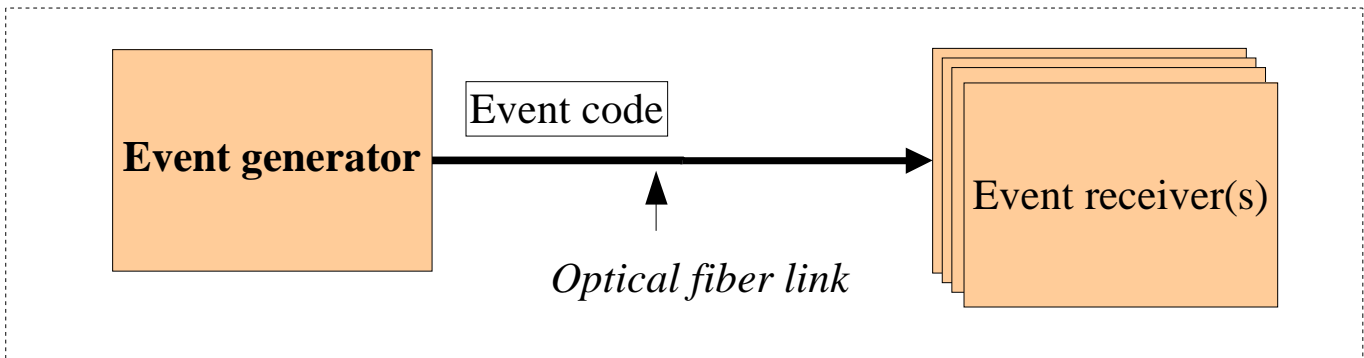 Event generator
Event code
Optical fiber link
Event receiver(s)